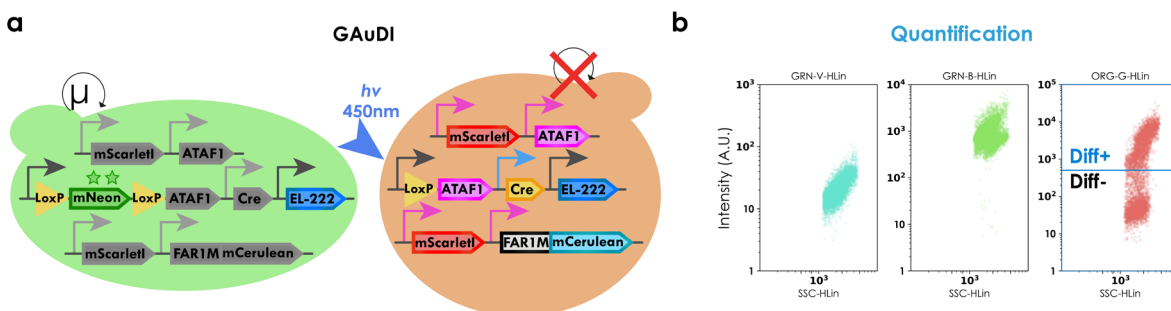 a
GAuDI
b
Quantification
μ
hν
450nm
mScarletI
ATAF1
LoxP
mNeon
LoxP
ATAF1
Cre
EL-222
mScarletI
FAR1M mCerulean
mScarletI
ATAF1
LoxP
ATAF1
Cre
EL-222
mScarletI
FAR1M mCerulean
GRN-V-HLin
GRN-B-HLin
ORG-G-HLin
Intensity (A.U.)
10³
10²
10
1
10³
SSC-HLin
10⁴
10³
10²
10
1
10³
SSC-HLin
10⁵
10⁴
10³
10²
10
1
Diff+
Diff-
10³
SSC-HLin